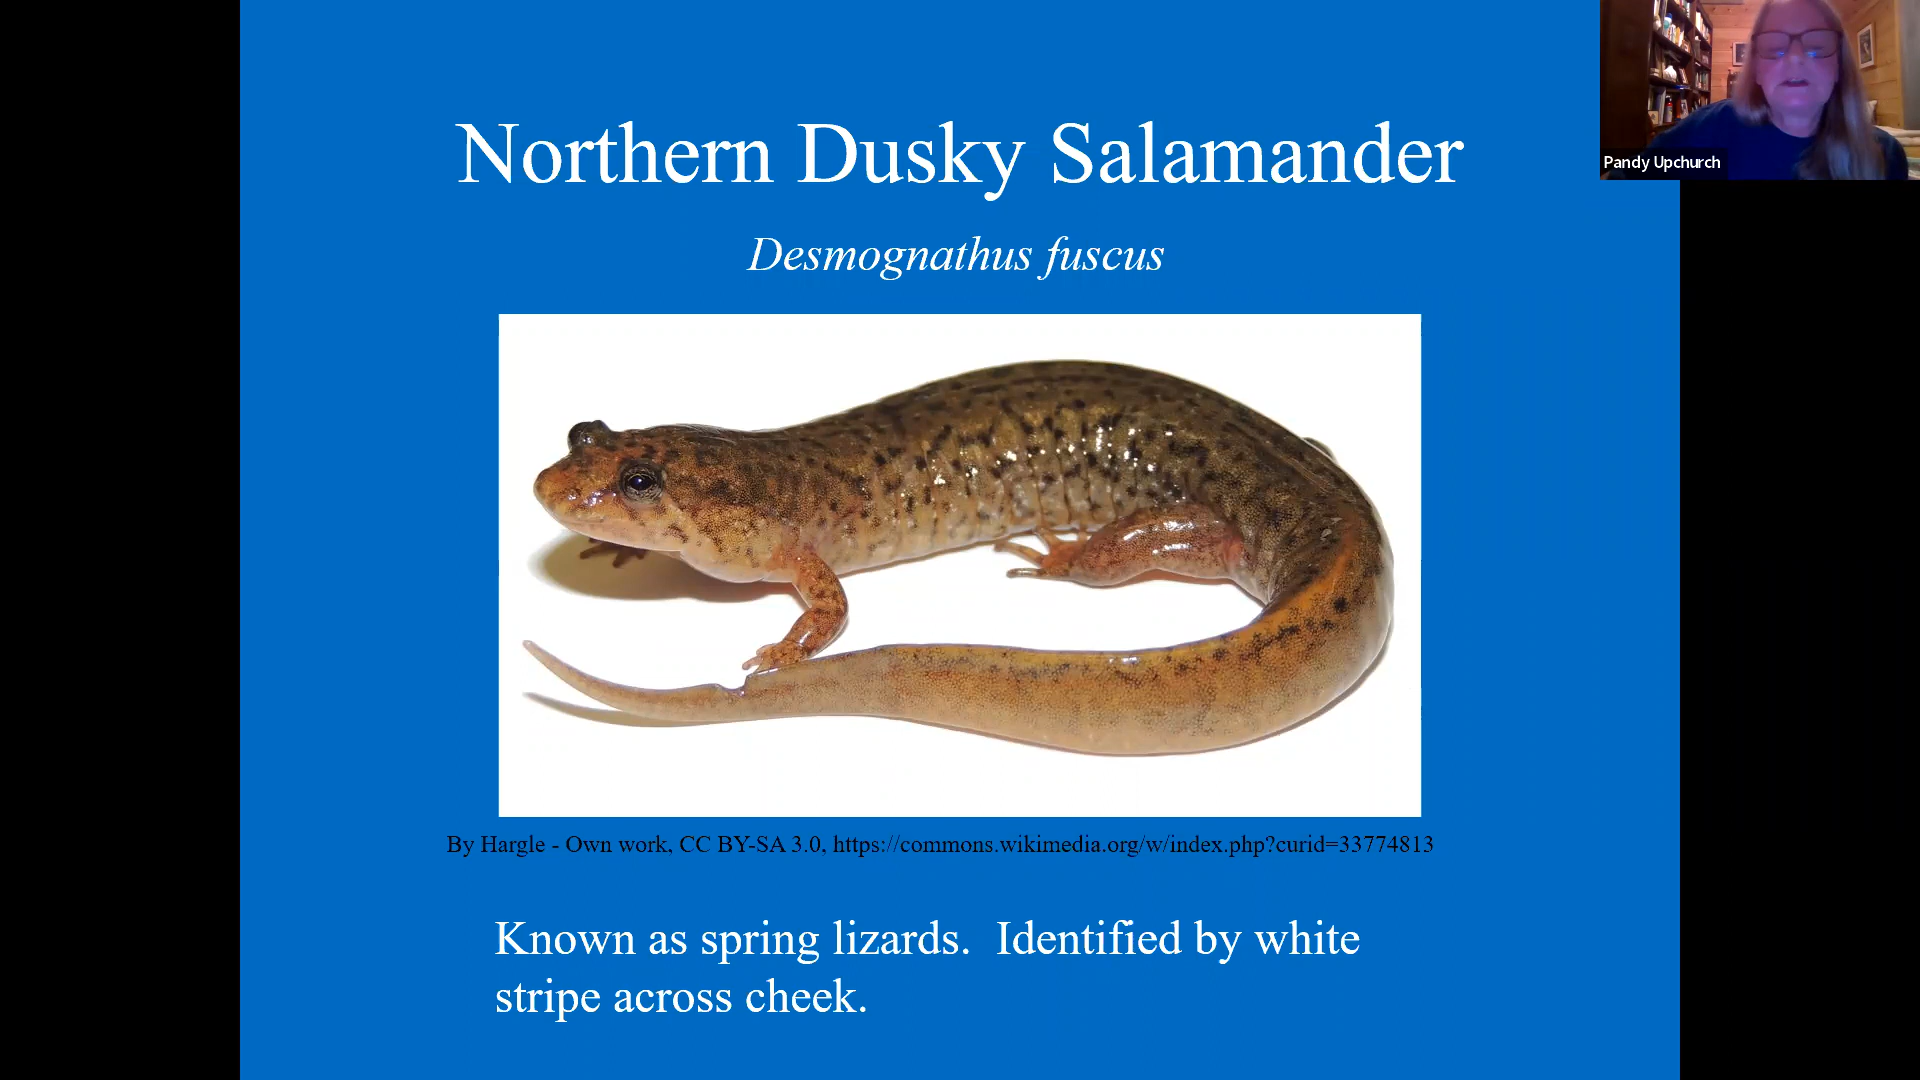 Northern Dusky Salamander
Desmognathus fuscus
Pandy Upchurch
By Hargle - Own work, CC BY-SA 3.0, https://commons.wikimedia.org/w/index.php?curid=33774813
Known as spring lizards.  Identified by white
stripe across cheek.